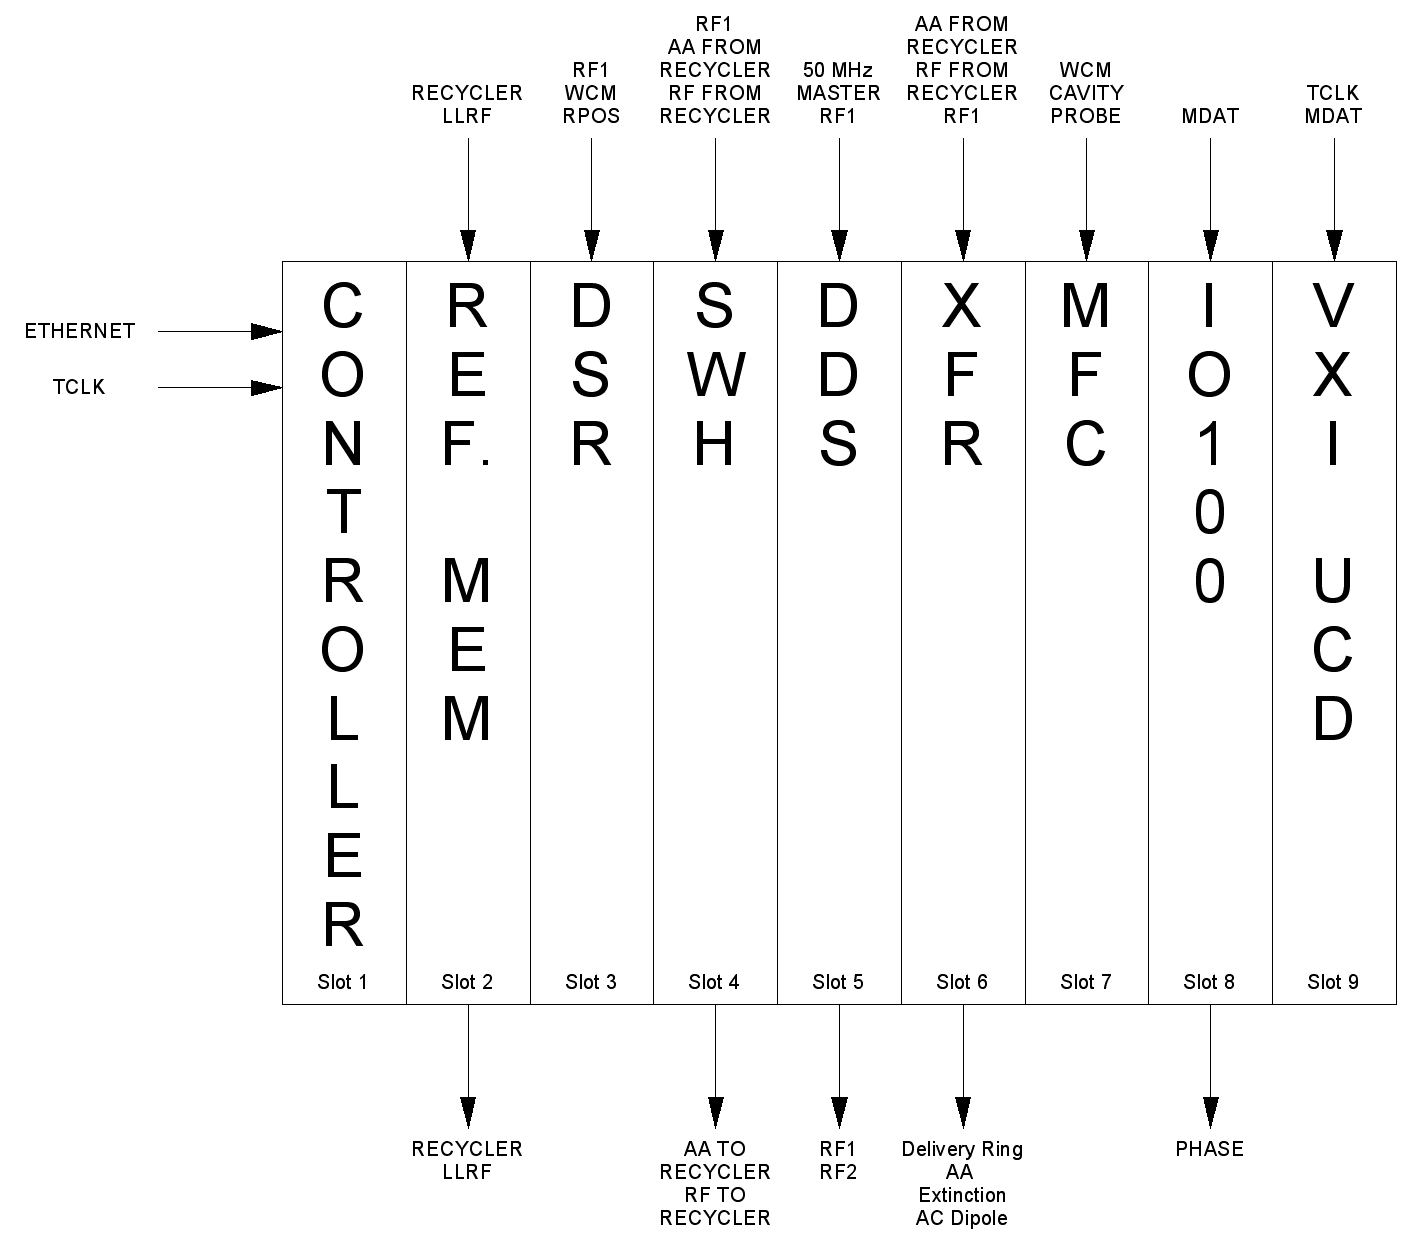 RECYCLER
LLRF
RF1
WCM
RPOS
RF1
AA FROM
RECYCLER
RF FROM
RECYCLER
50 MHz
MASTER
RF1
AA FROM
RECYCLER
RF FROM
RECYCLER
RF1
WCM
CAVITY
PROBE
MDAT
TCLK
MDAT
ETHERNET
TCLK
CONTROLLER
Slot 1
REF. MEM
Slot 2
DSR
Slot 3
SWH
Slot 4
DDS
Slot 5
XFR
Slot 6
MFC
Slot 7
IO100
Slot 8
VXI UCD
Slot 9
RECYCLER
LLRF
AA TO
RECYCLER
RF TO
RECYCLER
RF1
RF2
Delivery Ring
AA
Extinction
AC Dipole
PHASE